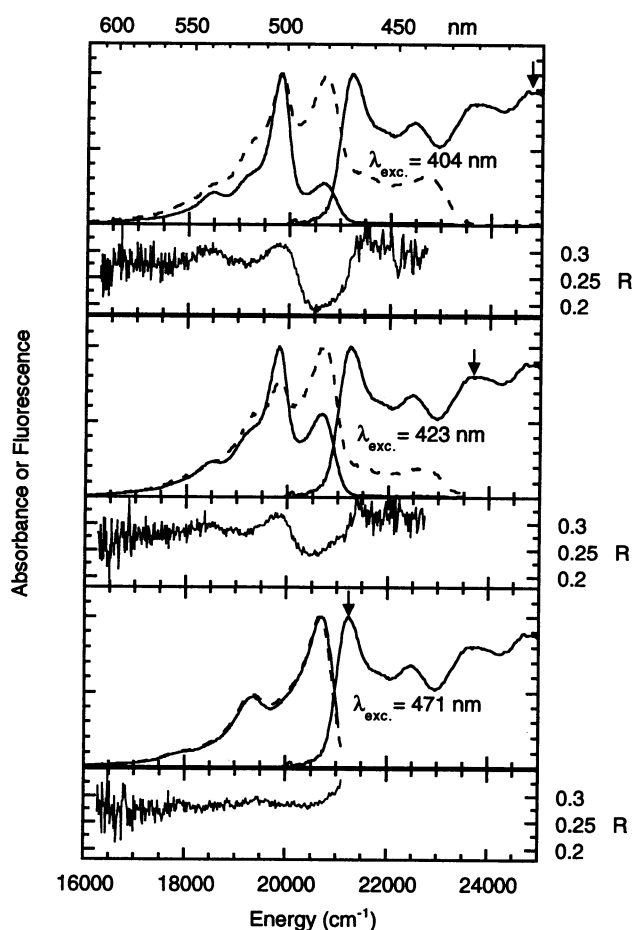 600 550 500 450 nm
λexc. = 404 nm
0.3
0.25 R
0.2
λexc. = 423 nm
0.3
0.25 R
0.2
λexc. = 471 nm
0.3
0.25 R
0.2
Absorbance or Fluorescence
16000 18000 20000 22000 24000
Energy (cm⁻¹)